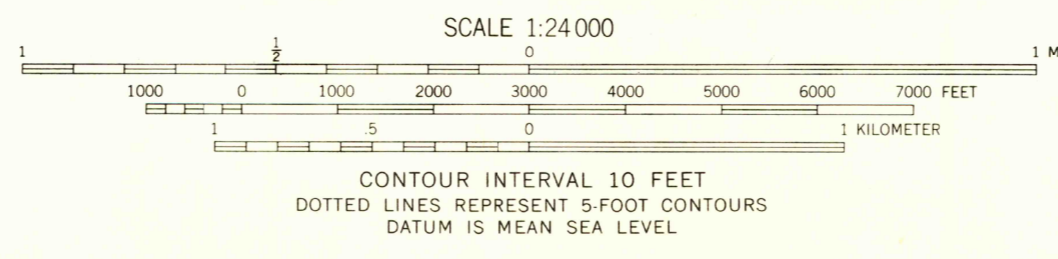 SCALE 1:24 000
1 ½ 0 1 M
1000 0 1000 2000 3000 4000 5000 6000 7000 FEET
1 .5 0 1 KILOMETER
CONTOUR INTERVAL 10 FEET
DOTTED LINES REPRESENT 5-FOOT CONTOURS
DATUM IS MEAN SEA LEVEL